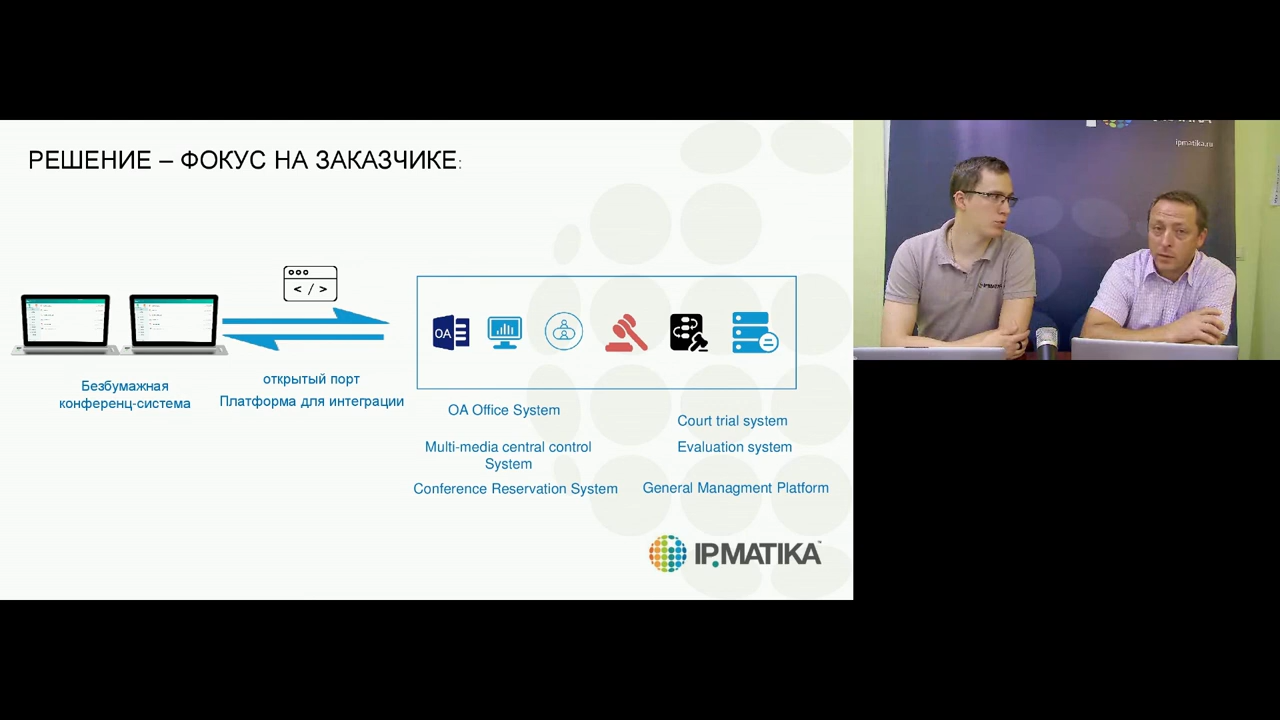 РЕШЕНИЕ – ФОКУС НА ЗАКАЗЧИКЕ:
</>
OA
Безбумажная
конференц-система
открытый порт
Платформа для интеграции
OA Office System
Multi-media central control
System
Conference Reservation System
Court trial system
Evaluation system
General Managment Platform
IP.MATIKA™
ipmatika.ru